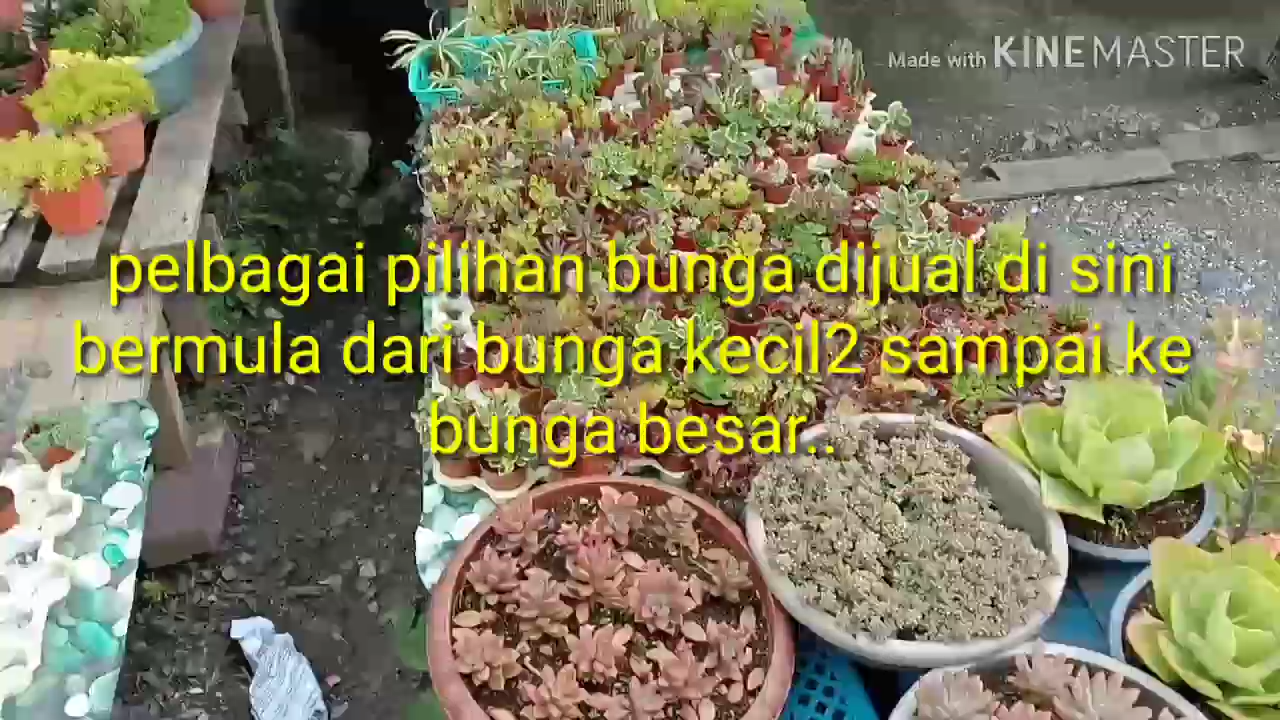 Made with KINEMASTER
pelbagai pilihan bunga dijual di sini
bermula dari bunga kecil2 sampai ke
bunga besar..